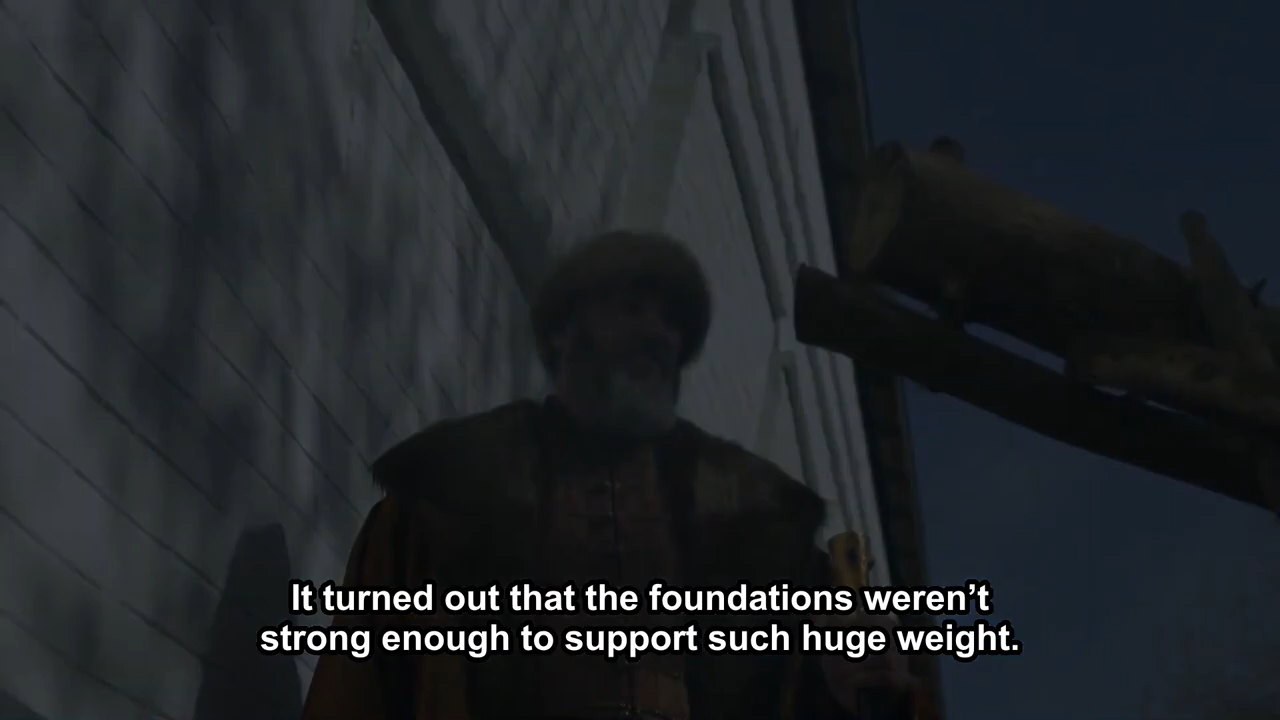 It turned out that the foundations weren’t
strong enough to support such huge weight.